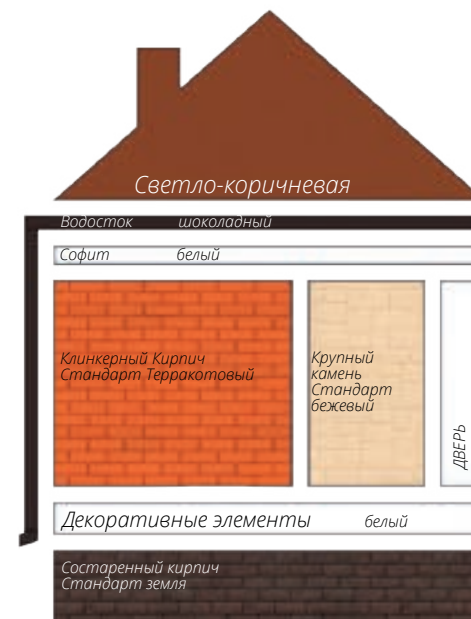 Светло-коричневая
Водосток шоколадный
Софит белый
Клинкерный Кирпич
Стандарт Терракотовый
Крупный
камень
Стандарт
бежевый
ДВЕРЬ
Декоративные элементы белый
Состаренный кирпич
Стандарт земля